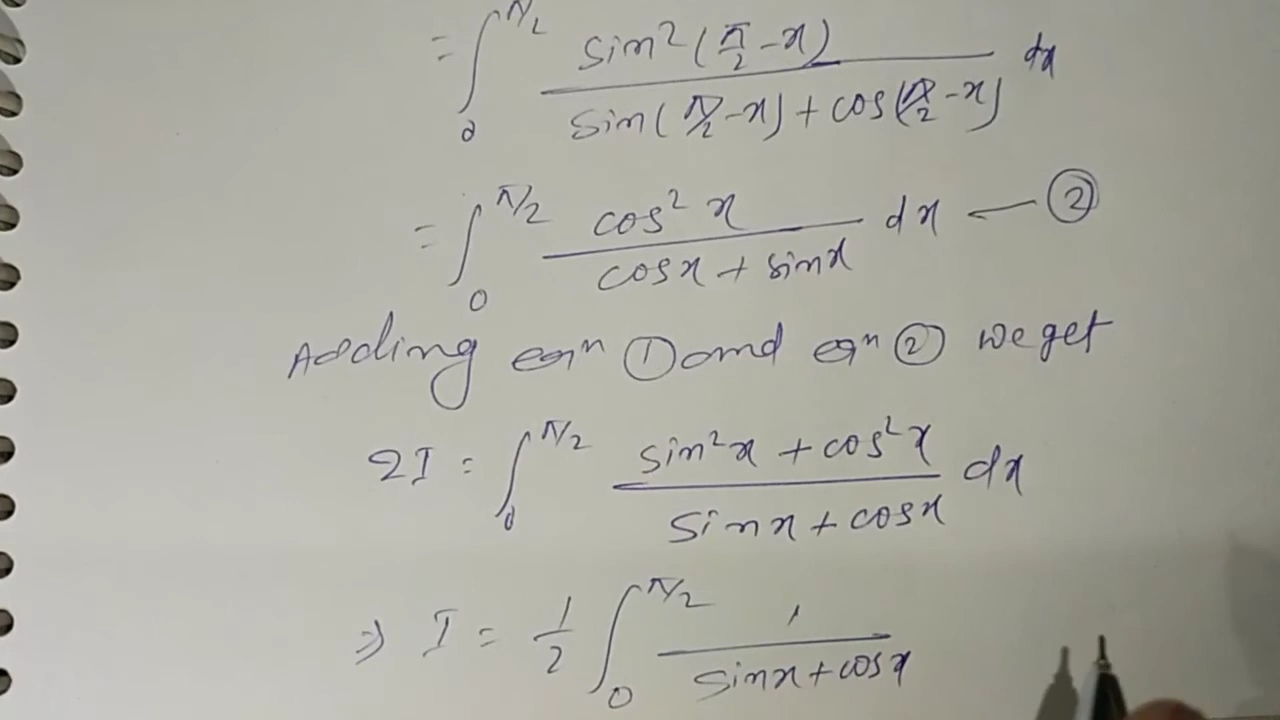 = ∫₀^(π/2) sin²(π/2 - x) / (sin(π/2 - x) + cos(π/2 - x)) dx
= ∫₀^(π/2) cos² x / (cosx + sinx) dx — ②
Adding eqⁿ ① and eqⁿ ② we get
2I = ∫₀^(π/2) (sin²x + cos²x) / (sinx + cosx) dx
⇒ I = 1/2 ∫₀^(π/2) 1 / (sinx + cosx)